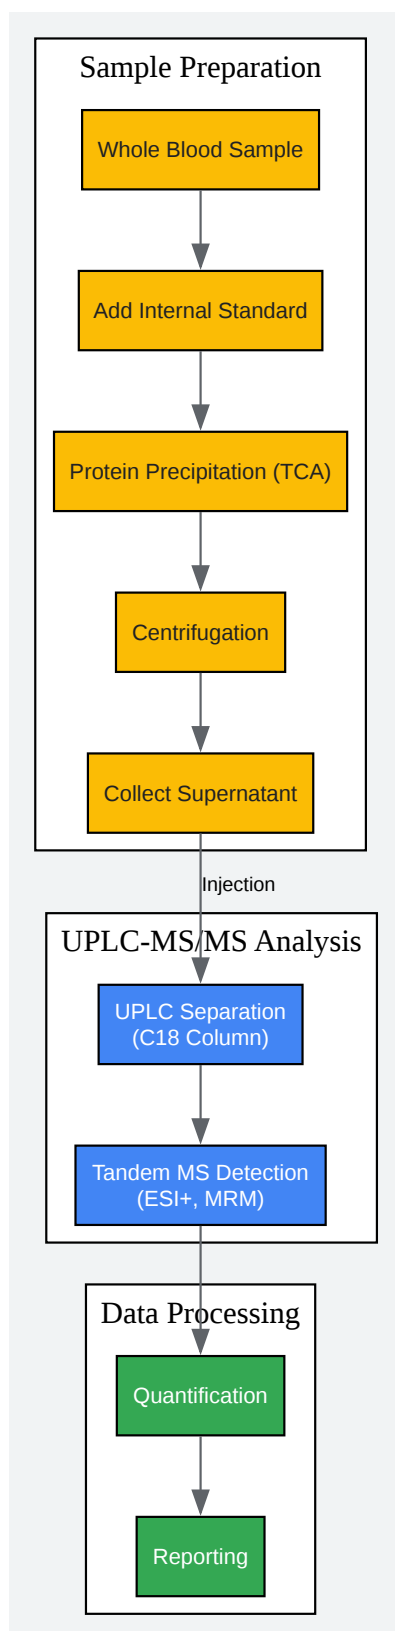 Sample Preparation
Whole Blood Sample
Add Internal Standard
Protein Precipitation (TCA)
Centrifugation
Collect Supernatant
Injection
UPLC-MS/MS Analysis
UPLC Separation
(C18 Column)
Tandem MS Detection
(ESI+, MRM)
Data Processing
Quantification
Reporting